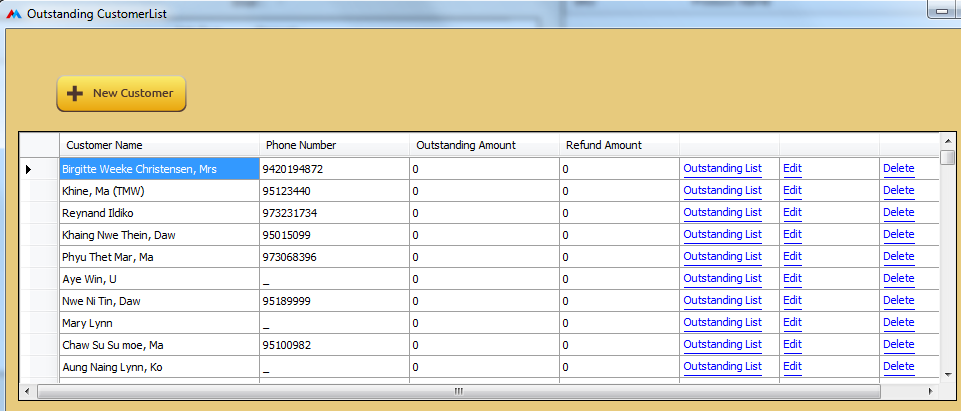 Outstanding CustomerList
New Customer
Customer Name Phone Number Outstanding Amount Refund Amount
Birgitte Weeke Christensen, Mrs 9420194872 0 0 Outstanding List Edit Delete
Khine, Ma (TMW) 95123440 0 0 Outstanding List Edit Delete
Reynand Ildiko 973231734 0 0 Outstanding List Edit Delete
Khaing Nwe Thein, Daw 95015099 0 0 Outstanding List Edit Delete
Phyu Thet Mar, Ma 973068396 0 0 Outstanding List Edit Delete
Aye Win, U _ 0 0 Outstanding List Edit Delete
Nwe Ni Tin, Daw 95189999 0 0 Outstanding List Edit Delete
Mary Lynn _ 0 0 Outstanding List Edit Delete
Chaw Su Su moe, Ma 95100982 0 0 Outstanding List Edit Delete
Aung Naing Lynn, Ko _ 0 0 Outstanding List Edit Delete